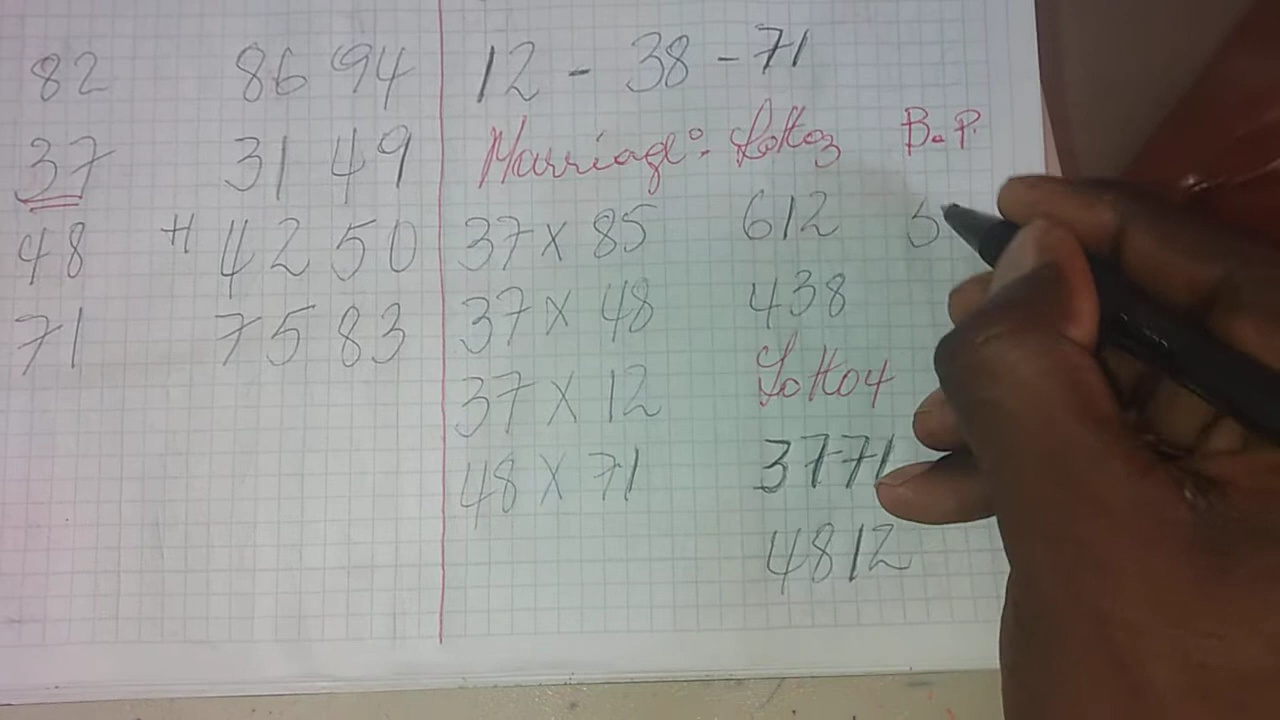 82 86 94
37 31 49
48 + 42 50
71 75 83
12 - 38 - 71
Marriage: Lotto3 B.P.
37 x 85 612 5
37 x 48 438
37 x 12 Lotto4
48 x 71 3771
4812